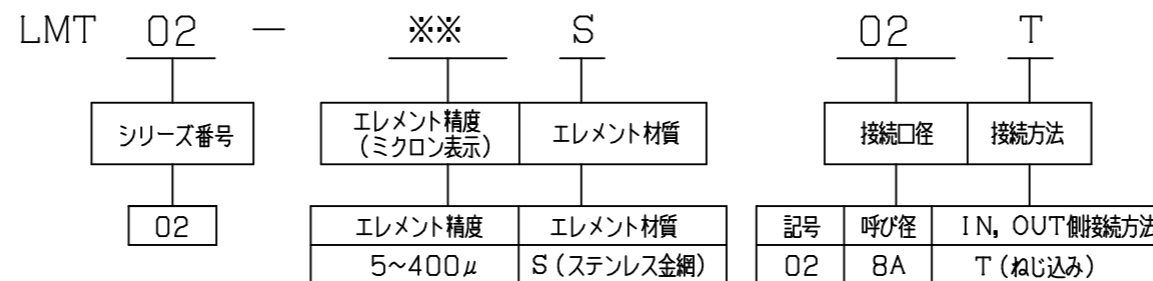 LMT 02 — ※※ S 02 T
シリーズ番号 エレメント精度 (ミクロン表示) エレメント材質 接続口径 接続方法
02 エレメント精度 エレメント材質 記号 呼び径 IN, OUT側接続方法
5~400μ S(ステンレス金網) 02 8A T(ねじ込み)